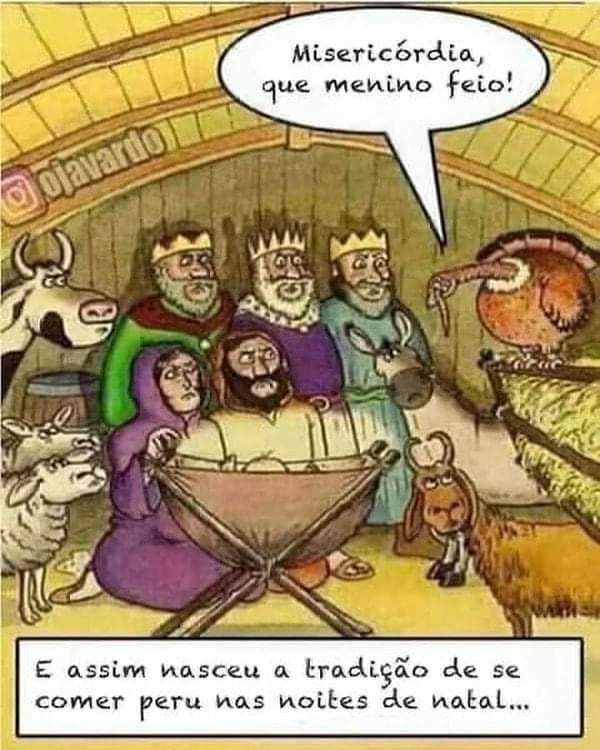 Misericórdia,
que menino feio!
ojavardo
E assim nasceu a tradição de se
comer peru nas noites de natal...